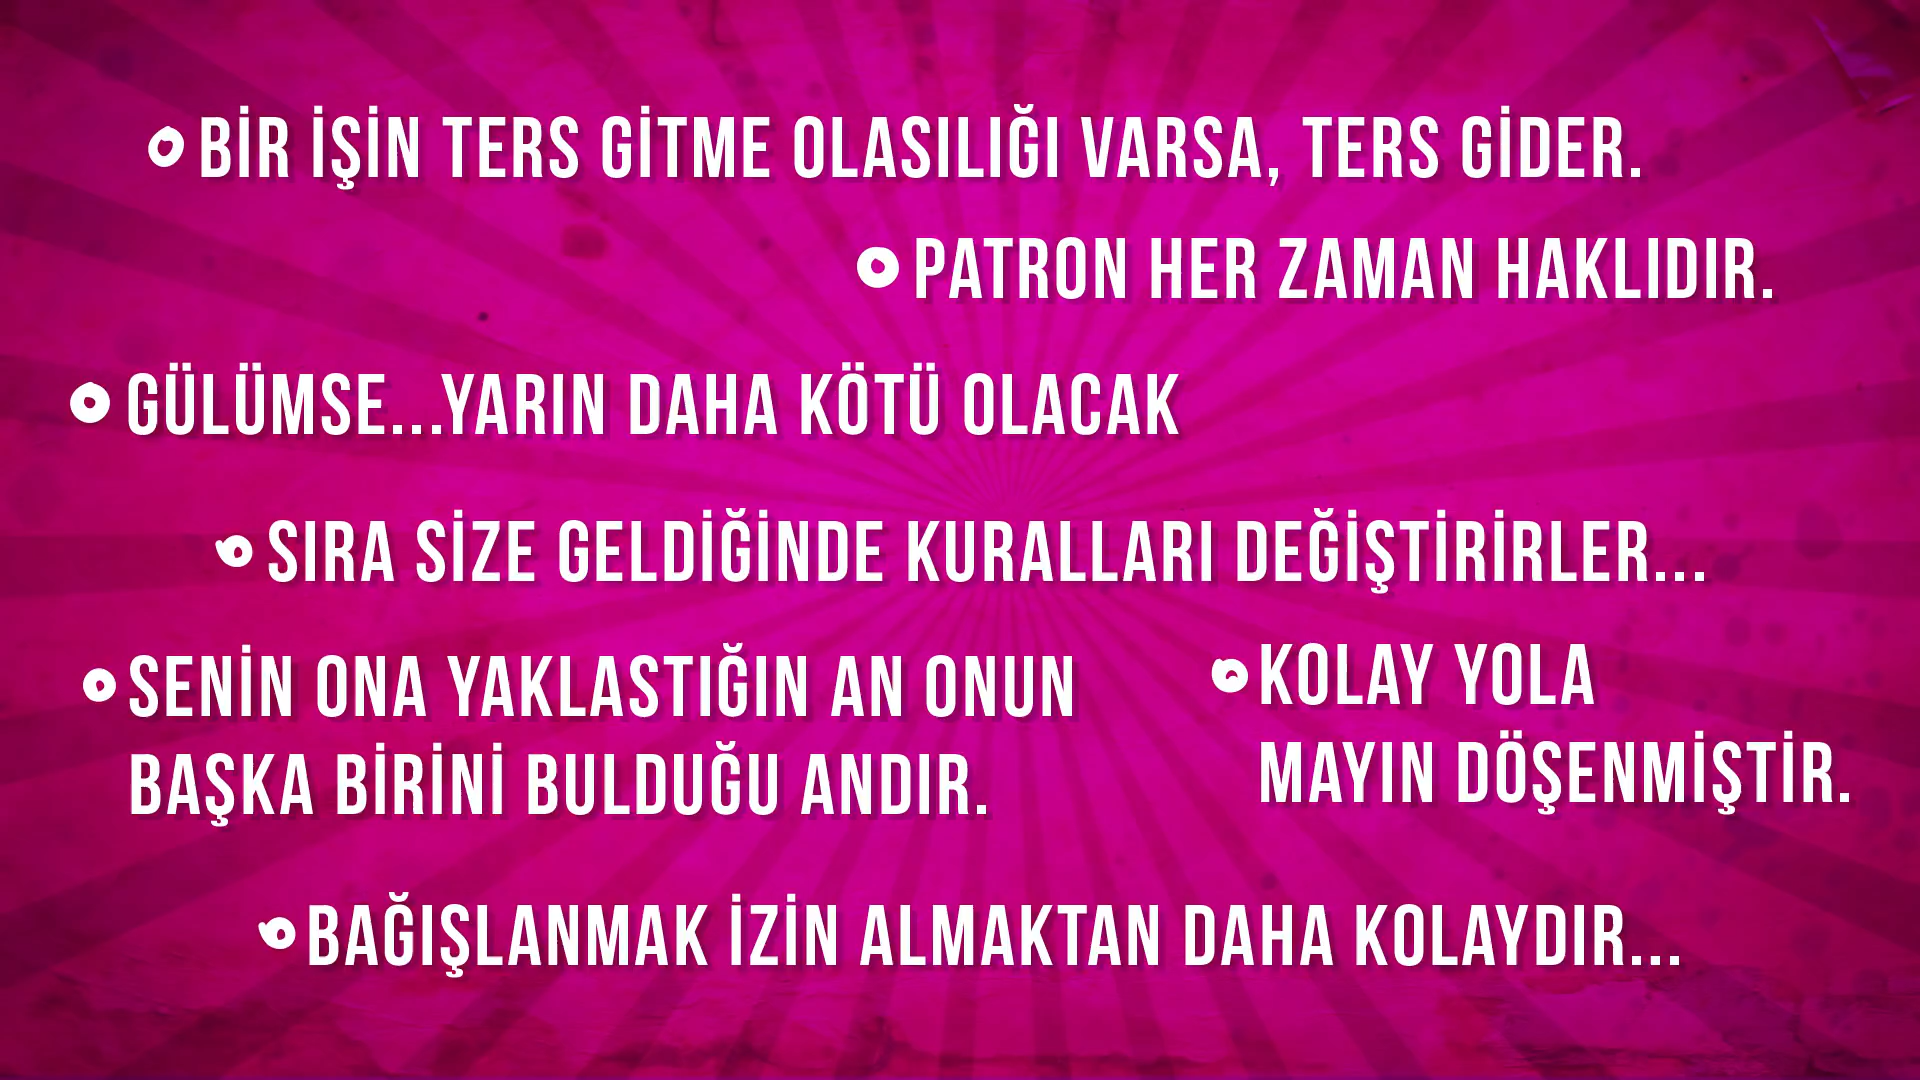 BİR İŞİN TERS GİTME OLASILIĞI VARSA, TERS GİDER.
PATRON HER ZAMAN HAKLIDIR.
GÜLÜMSE...YARIN DAHA KÖTÜ OLACAK
SIRA SİZE GELDİĞİNDE KURALLARI DEĞİŞTİRİRLER...
SENİN ONA YAKLASTIĞIN AN ONUN
BAŞKA BİRİNİ BULDUĞU ANDIR.
KOLAY YOLA
MAYIN DÖŞENMİŞTİR.
BAĞIŞLANMAK İZİN ALMAKTAN DAHA KOLAYDIR...